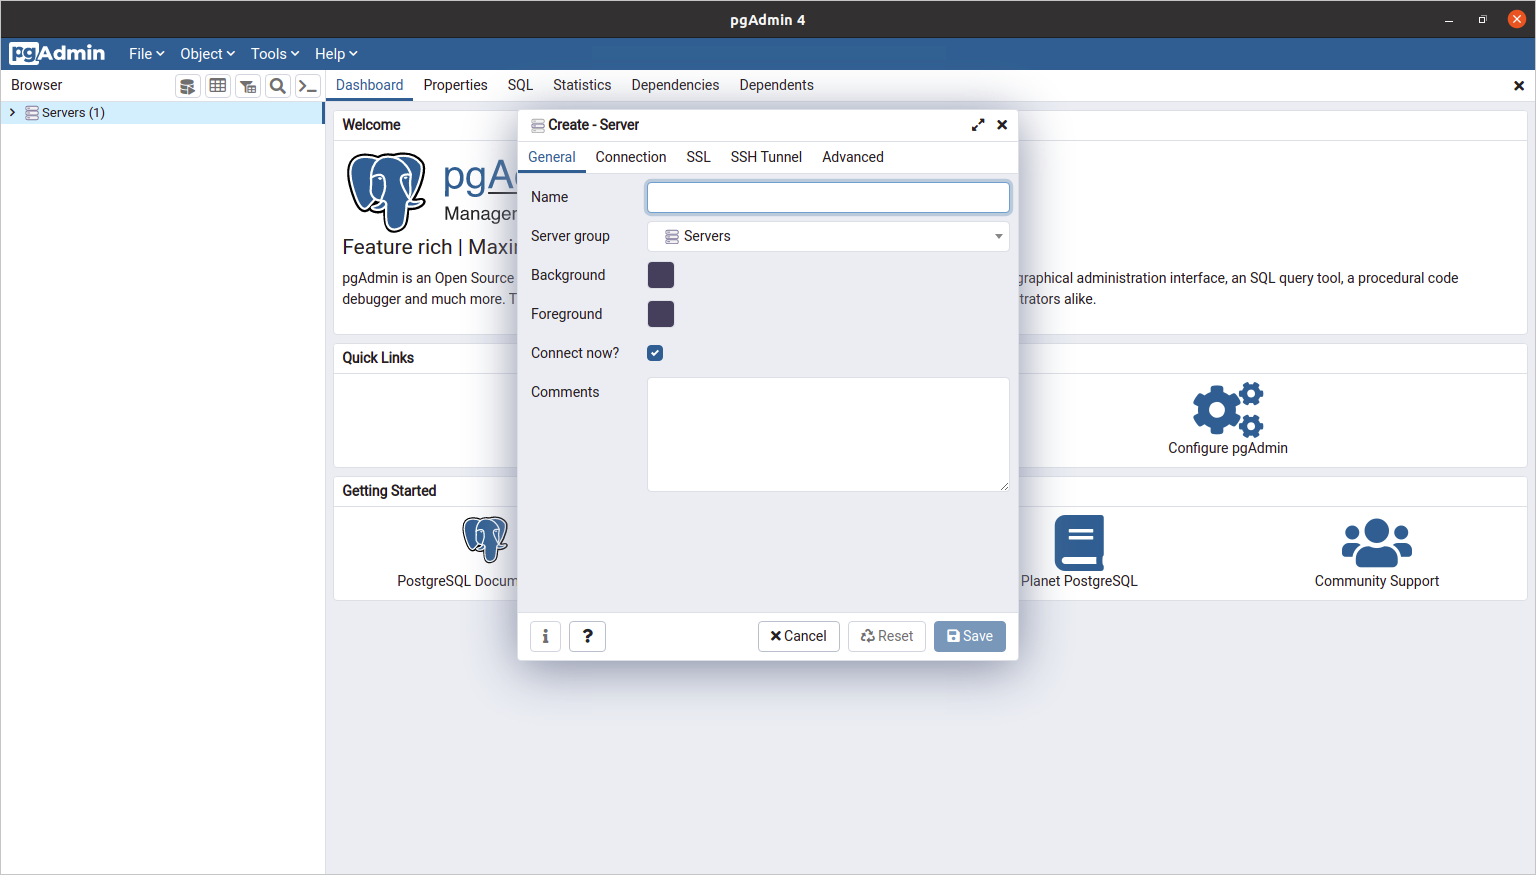 pgAdmin 4
pgAdmin File Object Tools Help
Browser
Servers (1)
Dashboard Properties SQL Statistics Dependencies Dependents
Welcome
pgA
Manager
Feature rich | Maxi
pgAdmin is an Open Source graphical administration interface, an SQL query tool, a procedural code
debugger and much more. T trators alike.
Quick Links
Configure pgAdmin
Getting Started
PostgreSQL Docum
Planet PostgreSQL
Community Support
Create - Server
General Connection SSL SSH Tunnel Advanced
Name
Server group Servers
Background
Foreground
Connect now?
Comments
i ? Cancel Reset Save